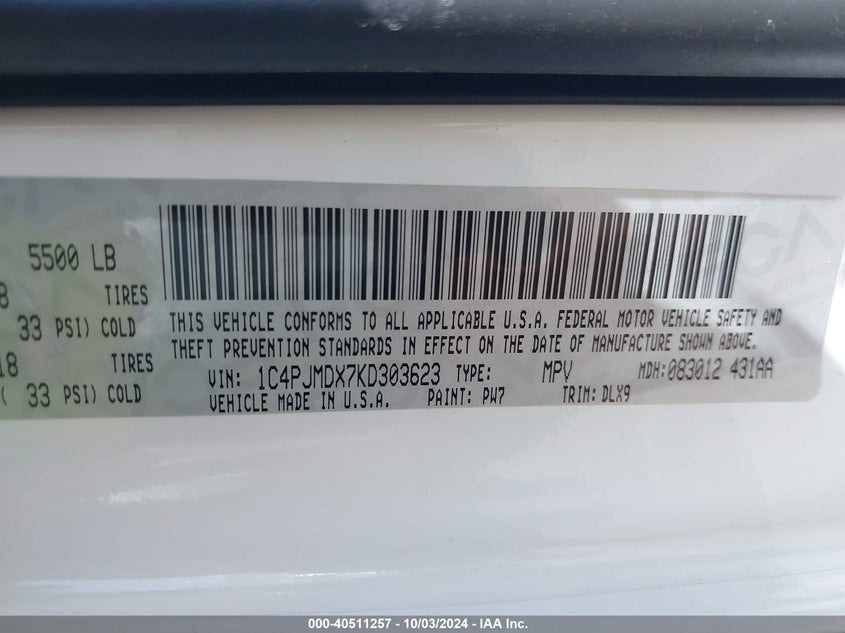 5500 LB
8 TIRES
33 PSI) COLD
18 TIRES
( 33 PSI) COLD
THIS VEHICLE CONFORMS TO ALL APPLICABLE U.S.A. FEDERAL MOTOR VEHICLE SAFETY AND
THEFT PREVENTION STANDARDS IN EFFECT ON THE DATE OF MANUFACTURE SHOWN ABOVE.
VIN: 1C4PJMDX7KD303623 TYPE: MPV MDH:083012 431AA
VEHICLE MADE IN U.S.A. PAINT: PW7 TRIM: DLX9
000-40511257 - 10/03/2024 - IAA Inc.